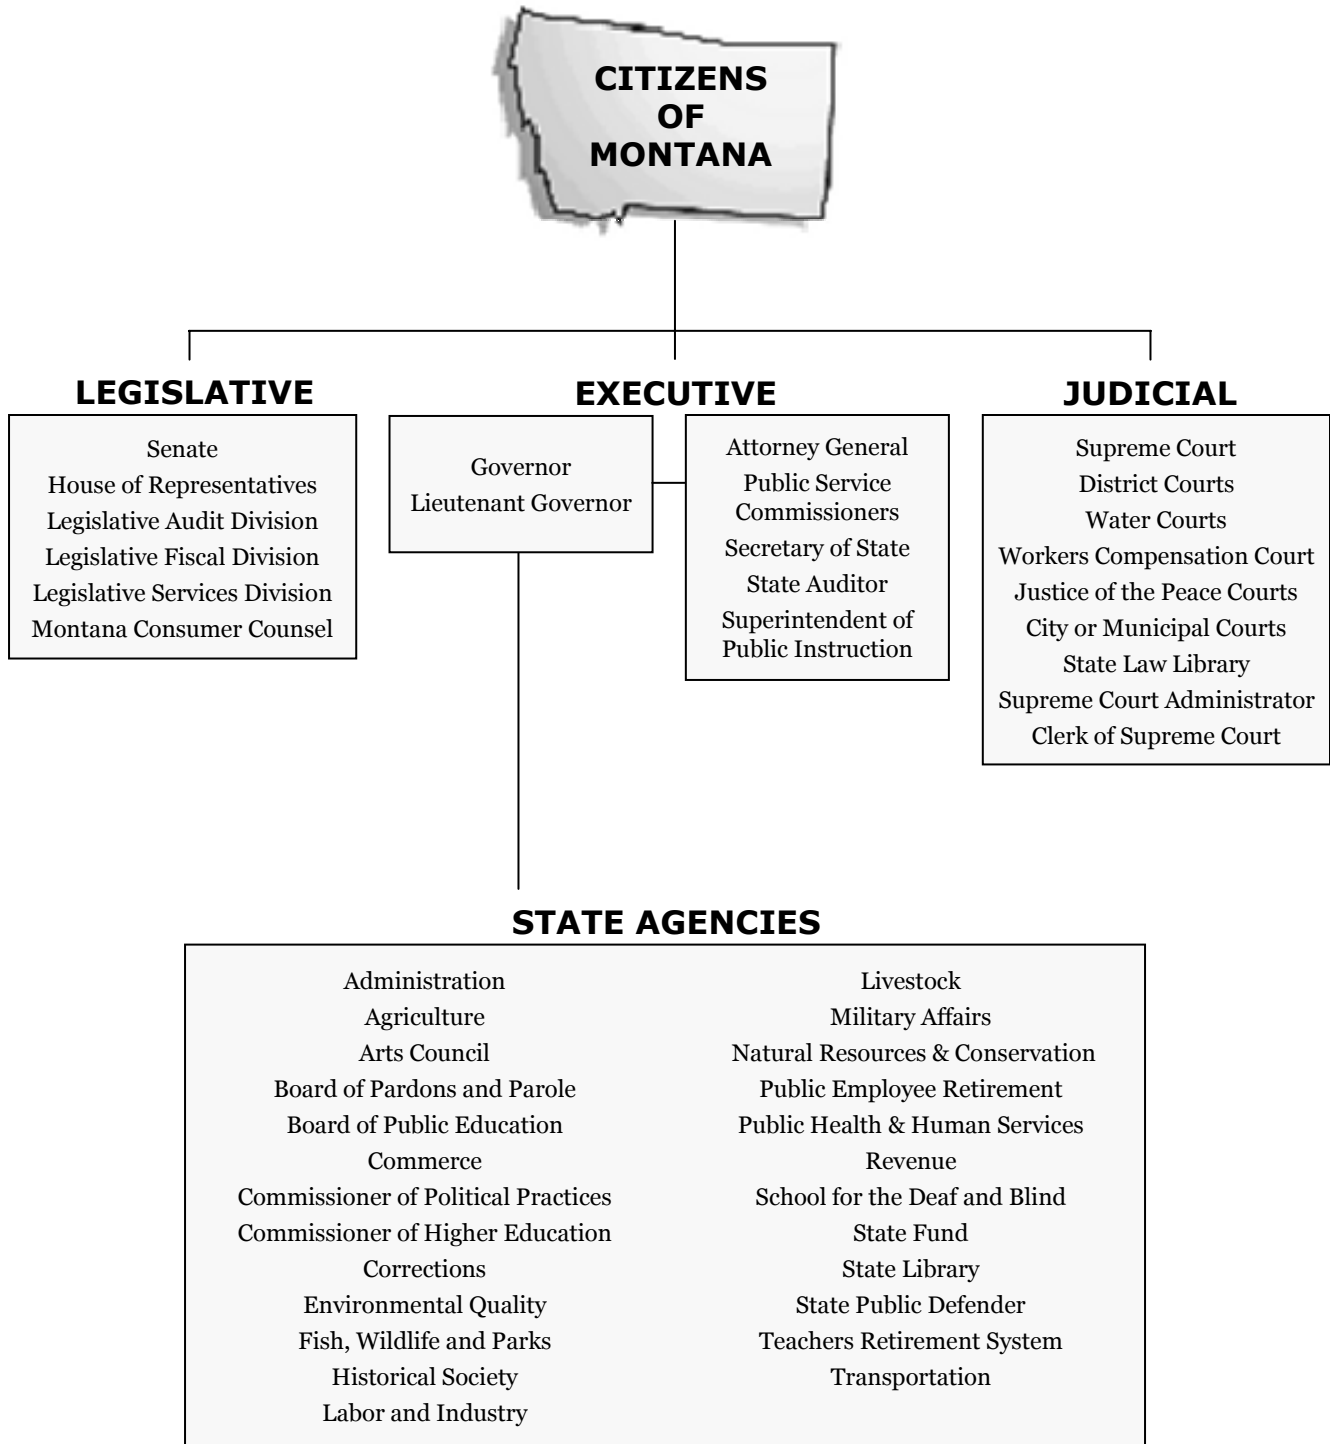 CITIZENS
OF
MONTANA
LEGISLATIVE
Senate
House of Representatives
Legislative Audit Division
Legislative Fiscal Division
Legislative Services Division
Montana Consumer Counsel
EXECUTIVE
Governor
Lieutenant Governor
Attorney General
Public Service
Commissioners
Secretary of State
State Auditor
Superintendent of
Public Instruction
JUDICIAL
Supreme Court
District Courts
Water Courts
Workers Compensation Court
Justice of the Peace Courts
City or Municipal Courts
State Law Library
Supreme Court Administrator
Clerk of Supreme Court
STATE AGENCIES
Administration
Agriculture
Arts Council
Board of Pardons and Parole
Board of Public Education
Commerce
Commissioner of Political Practices
Commissioner of Higher Education
Corrections
Environmental Quality
Fish, Wildlife and Parks
Historical Society
Labor and Industry
Livestock
Military Affairs
Natural Resources & Conservation
Public Employee Retirement
Public Health & Human Services
Revenue
School for the Deaf and Blind
State Fund
State Library
State Public Defender
Teachers Retirement System
Transportation